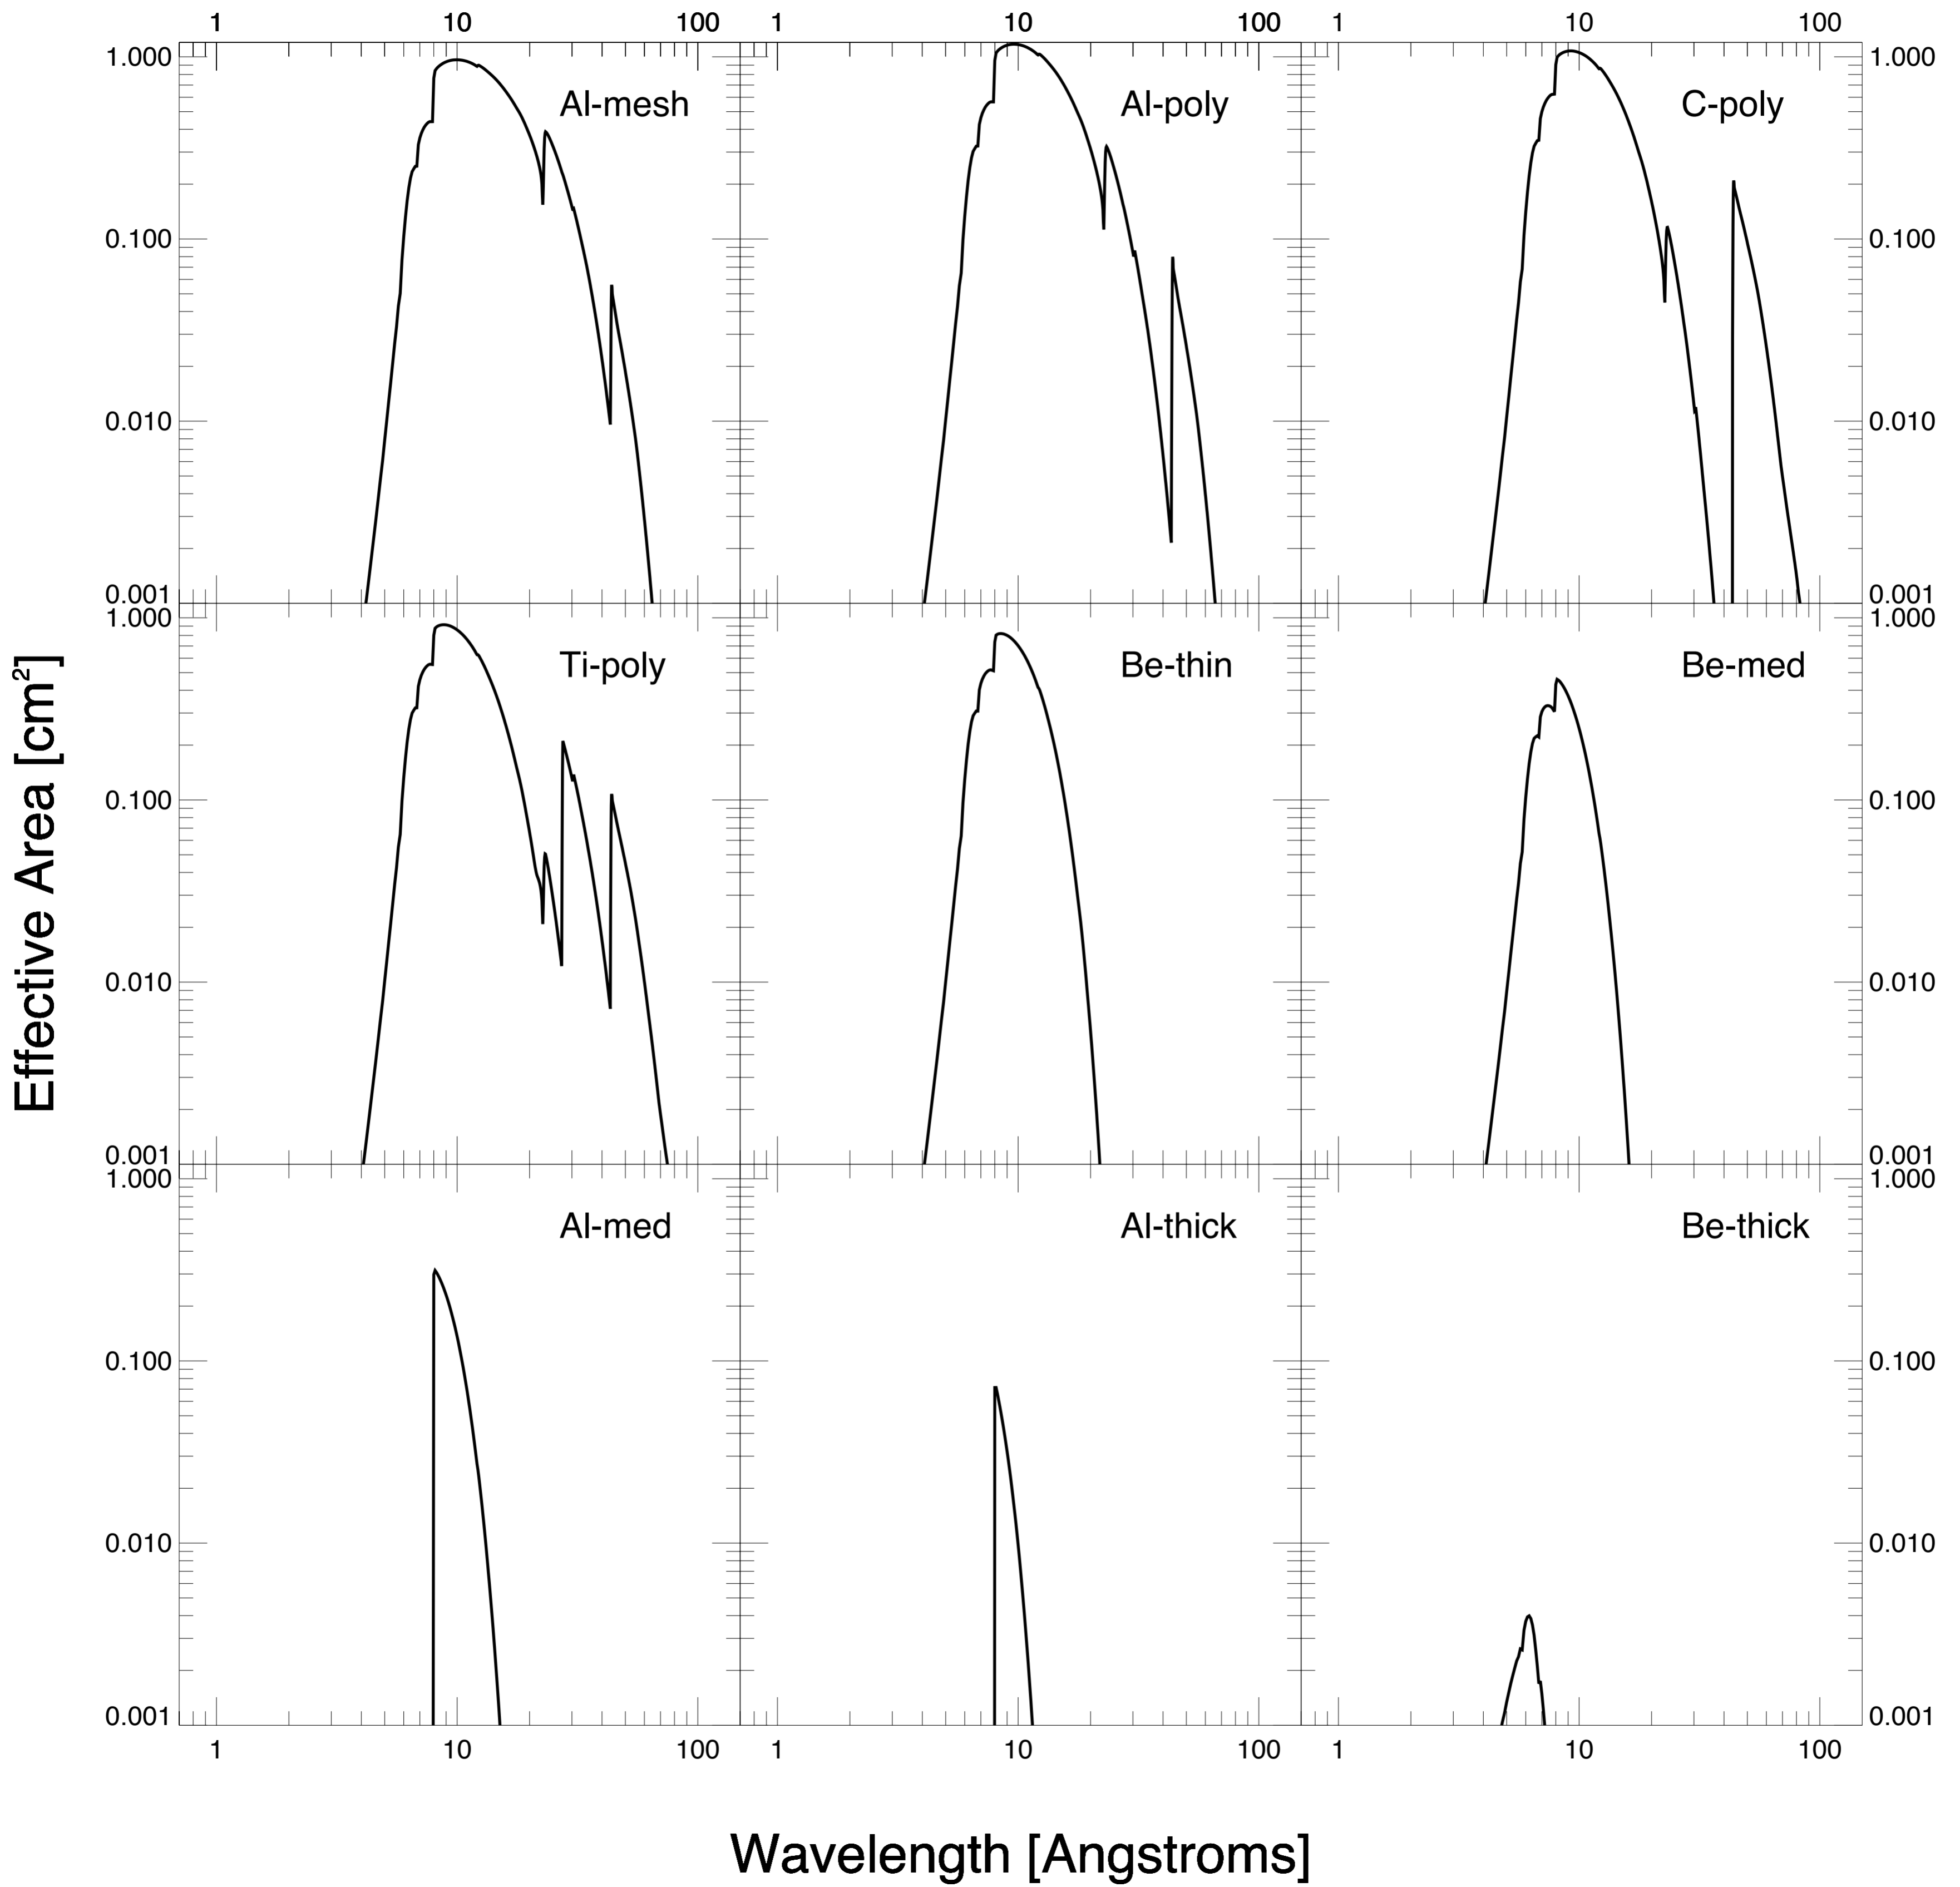 1 10 100 1 10 100 1 10 100
1.000 Al-mesh Al-poly C-poly 1.000
0.100 0.100
0.010 0.010
0.001 0.001
1.000 Ti-poly Be-thin Be-med 1.000
0.100 0.100
0.010 0.010
0.001 0.001
1.000 Al-med Al-thick Be-thick 1.000
0.100 0.100
0.010 0.010
0.001 0.001
1 10 100 1 10 100 1 10 100
Effective Area [cm²]
Wavelength [Angstroms]